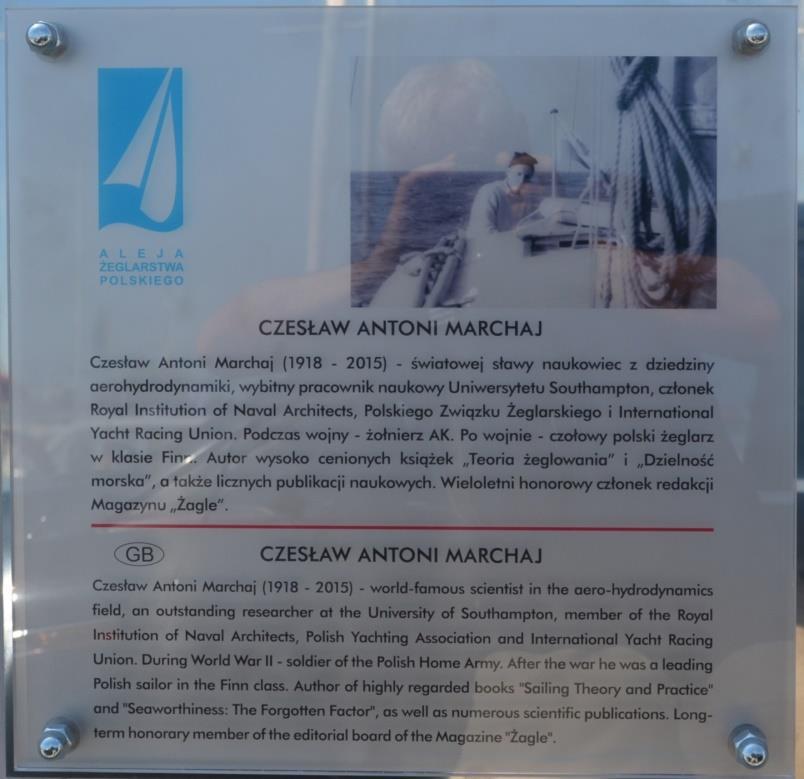 ALEJA
ŻEGLARSTWA
POLSKIEGO
CZESŁAW ANTONI MARCHAJ
Czesław Antoni Marchaj (1918 - 2015) - światowej sławy naukowiec z dziedziny
aerohydrodynamiki, wybitny pracownik naukowy Uniwersytetu Southampton, członek
Royal Institution of Naval Architects, Polskiego Związku Żeglarskiego i International
Yacht Racing Union. Podczas wojny - żołnierz AK. Po wojnie - czołowy polski żeglarz
w klasie Finn. Autor wysoko cenionych książek „Teoria żeglowania" i „Dzielność
morska", a także licznych publikacji naukowych. Wieloletni honorowy członek redakcji
Magazynu „Żagle".
GB
CZESŁAW ANTONI MARCHAJ
Czesław Antoni Marchaj (1918 - 2015) - world-famous scientist in the aero-hydrodynamics
field, an outstanding researcher at the University of Southampton, member of the Royal
Institution of Naval Architects, Polish Yachting Association and International Yacht Racing
Union. During World War II - soldier of the Polish Home Army. After the war he was a leading
Polish sailor in the Finn class. Author of highly regarded books "Sailing Theory and Practice"
and "Seaworthiness: The Forgotten Factor", as well as numerous scientific publications. Long-
term honorary member of the editorial board of the Magazine "Żagle".